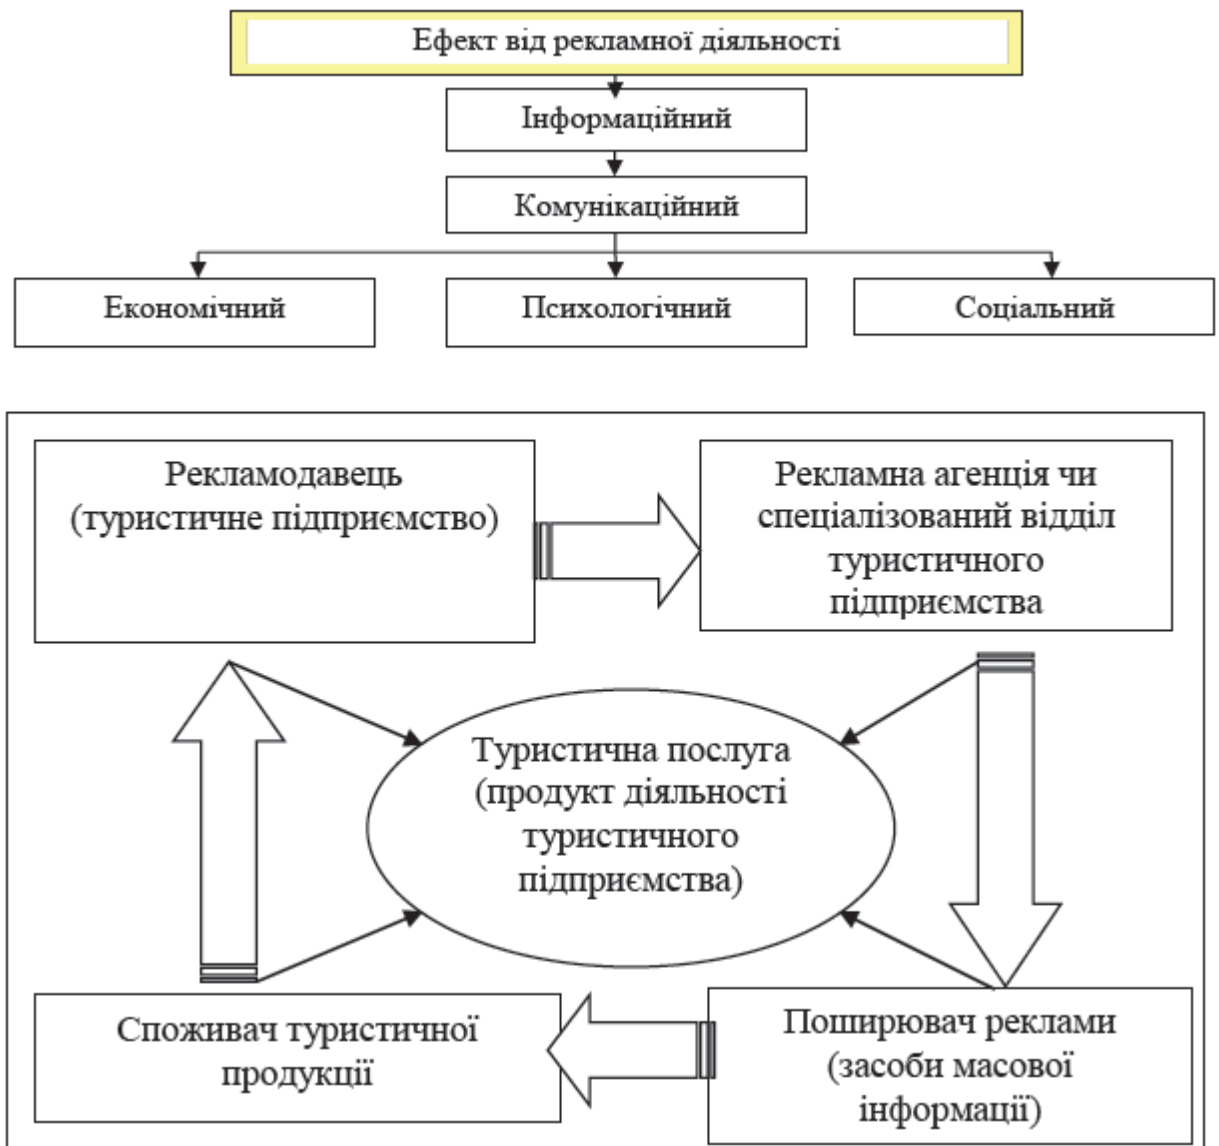 Ефект від рекламної діяльності
Інформаційний
Комунікаційний
Економічний
Психологічний
Соціальний
Рекламодавець
(туристичне підприємство)
Рекламна агенція чи
спеціалізований відділ
туристичного
підприємства
Туристична послуга
(продукт діяльності
туристичного
підприємства)
Споживач туристичної
продукції
Поширювач реклами
(засоби масової
інформації)